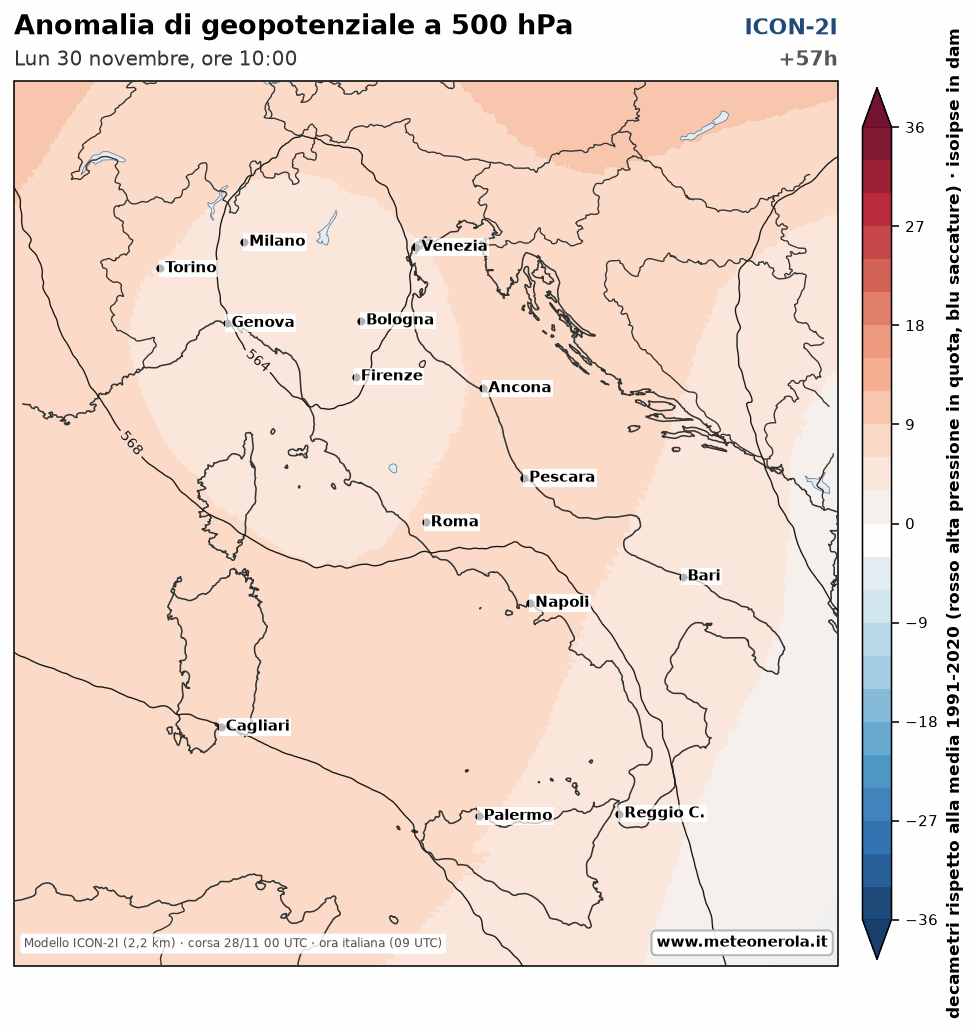 Anomalia di geopotenziale a 500 hPa
ICON-2I
Lun 30 novembre, ore 10:00
+57h
Milano
Venezia
Torino
Genova
Bologna
564
Firenze
Ancona
568
Pescara
Roma
Bari
Napoli
Cagliari
Palermo
Reggio C.
Modello ICON-2I (2,2 km) · corsa 28/11 00 UTC · ora italiana (09 UTC)
www.meteonerola.it
36
27
18
9
0
−9
−18
−27
−36
decametri rispetto alla media 1991-2020 (rosso alta pressione in quota, blu saccature) · isoipse in dam